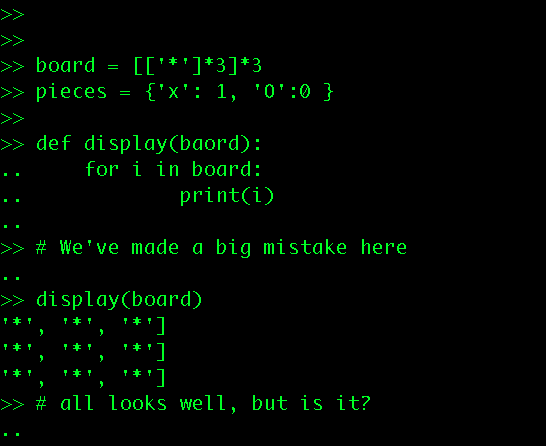 >>
>>
>> board = [['*']*3]*3
>> pieces = {'x': 1, 'O':0 }
>>
>> def display(baord):
..     for i in board:
..             print(i)
..
>> # We've made a big mistake here
..
>> display(board)
'*', '*', '*']
'*', '*', '*']
'*', '*', '*']
>> # all looks well, but is it?
..